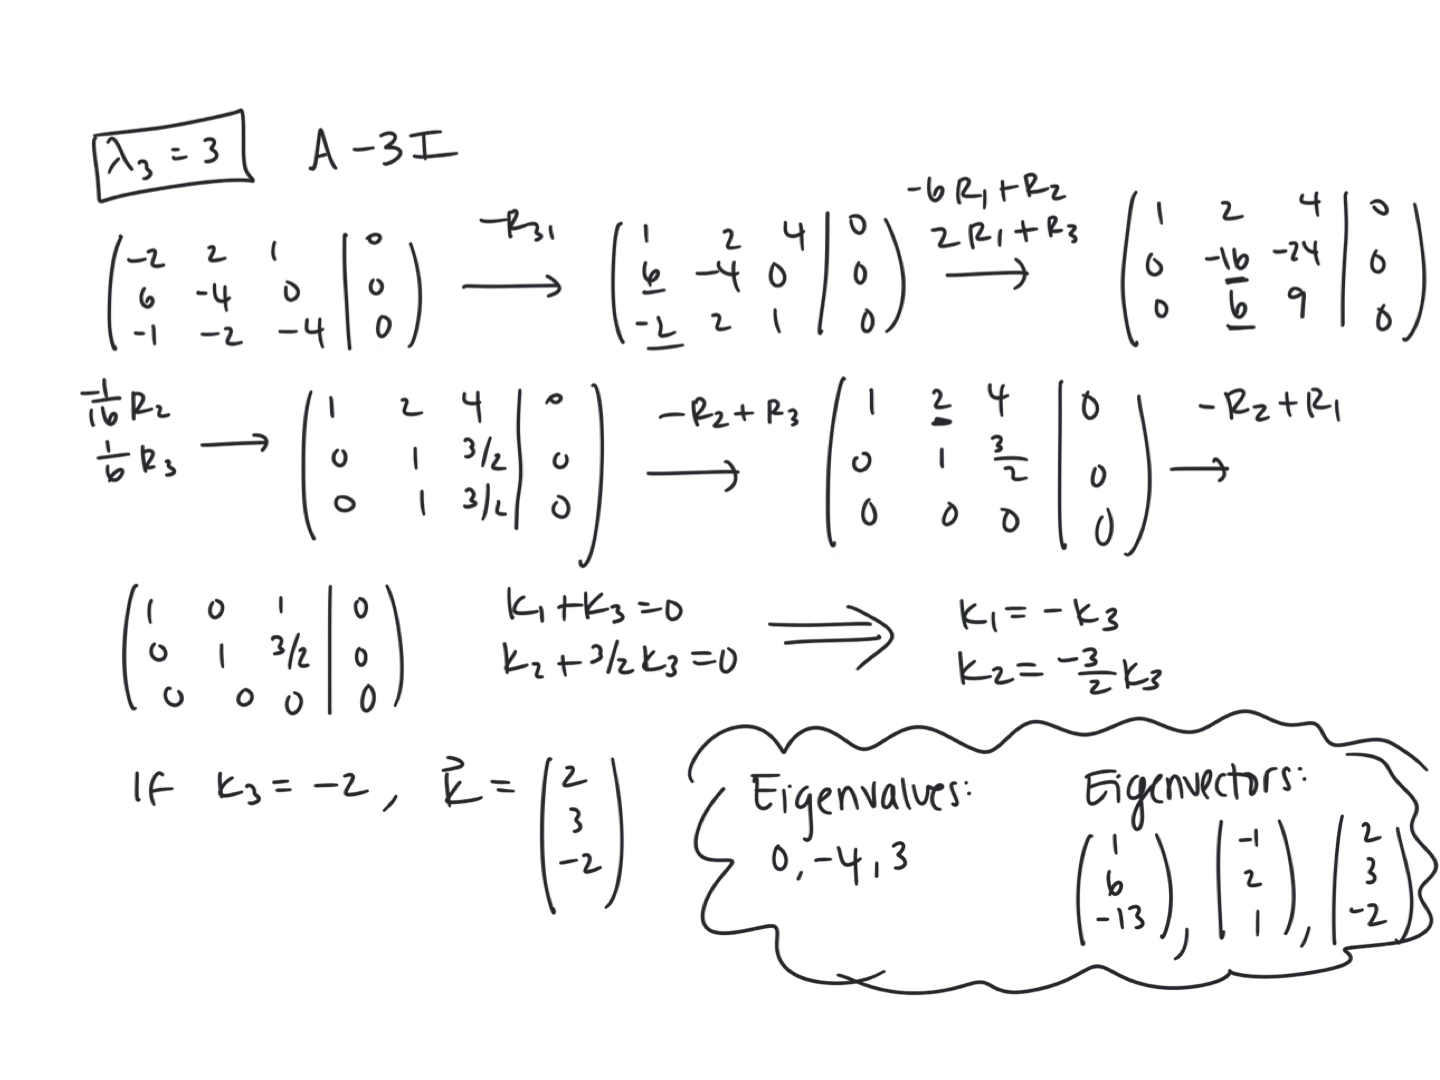 λ₃ = 3 A - 3I
( -2 2 1 | 0 ) -R₃₁ ( 1 2 4 | 0 ) -6R₁+R₂ ( 1 2 4 | 0 )
( 6 -4 0 | 0 ) → ( 6 -4 0 | 0 ) 2R₁+R₃ ( 0 -16 -24 | 0 )
( -1 -2 -4 | 0 ) ( -2 2 1 | 0 ) → ( 0 6 9 | 0 )
-1/16 R₂ ( 1 2 4 | 0 ) -R₂+R₃ ( 1 2 4 | 0 ) -R₂+R₁
1/6 R₃ → ( 0 1 3/2 | 0 ) → ( 0 1 3/2 | 0 ) →
( 0 1 3/2 | 0 ) ( 0 0 0 | 0 )
( 1 0 1 | 0 ) K₁+K₃=0 ⟹ K₁ = -K₃
( 0 1 3/2 | 0 ) K₂+3/2K₃=0 K₂ = -3/2 K₃
( 0 0 0 | 0 )
If K₃ = -2, K⃗ = ( 2 3 -2 )
Eigenvalues:
0, -4, 3
Eigenvectors:
( 1 6 -13 ), ( -1 2 1 ), ( 2 3 -2 )